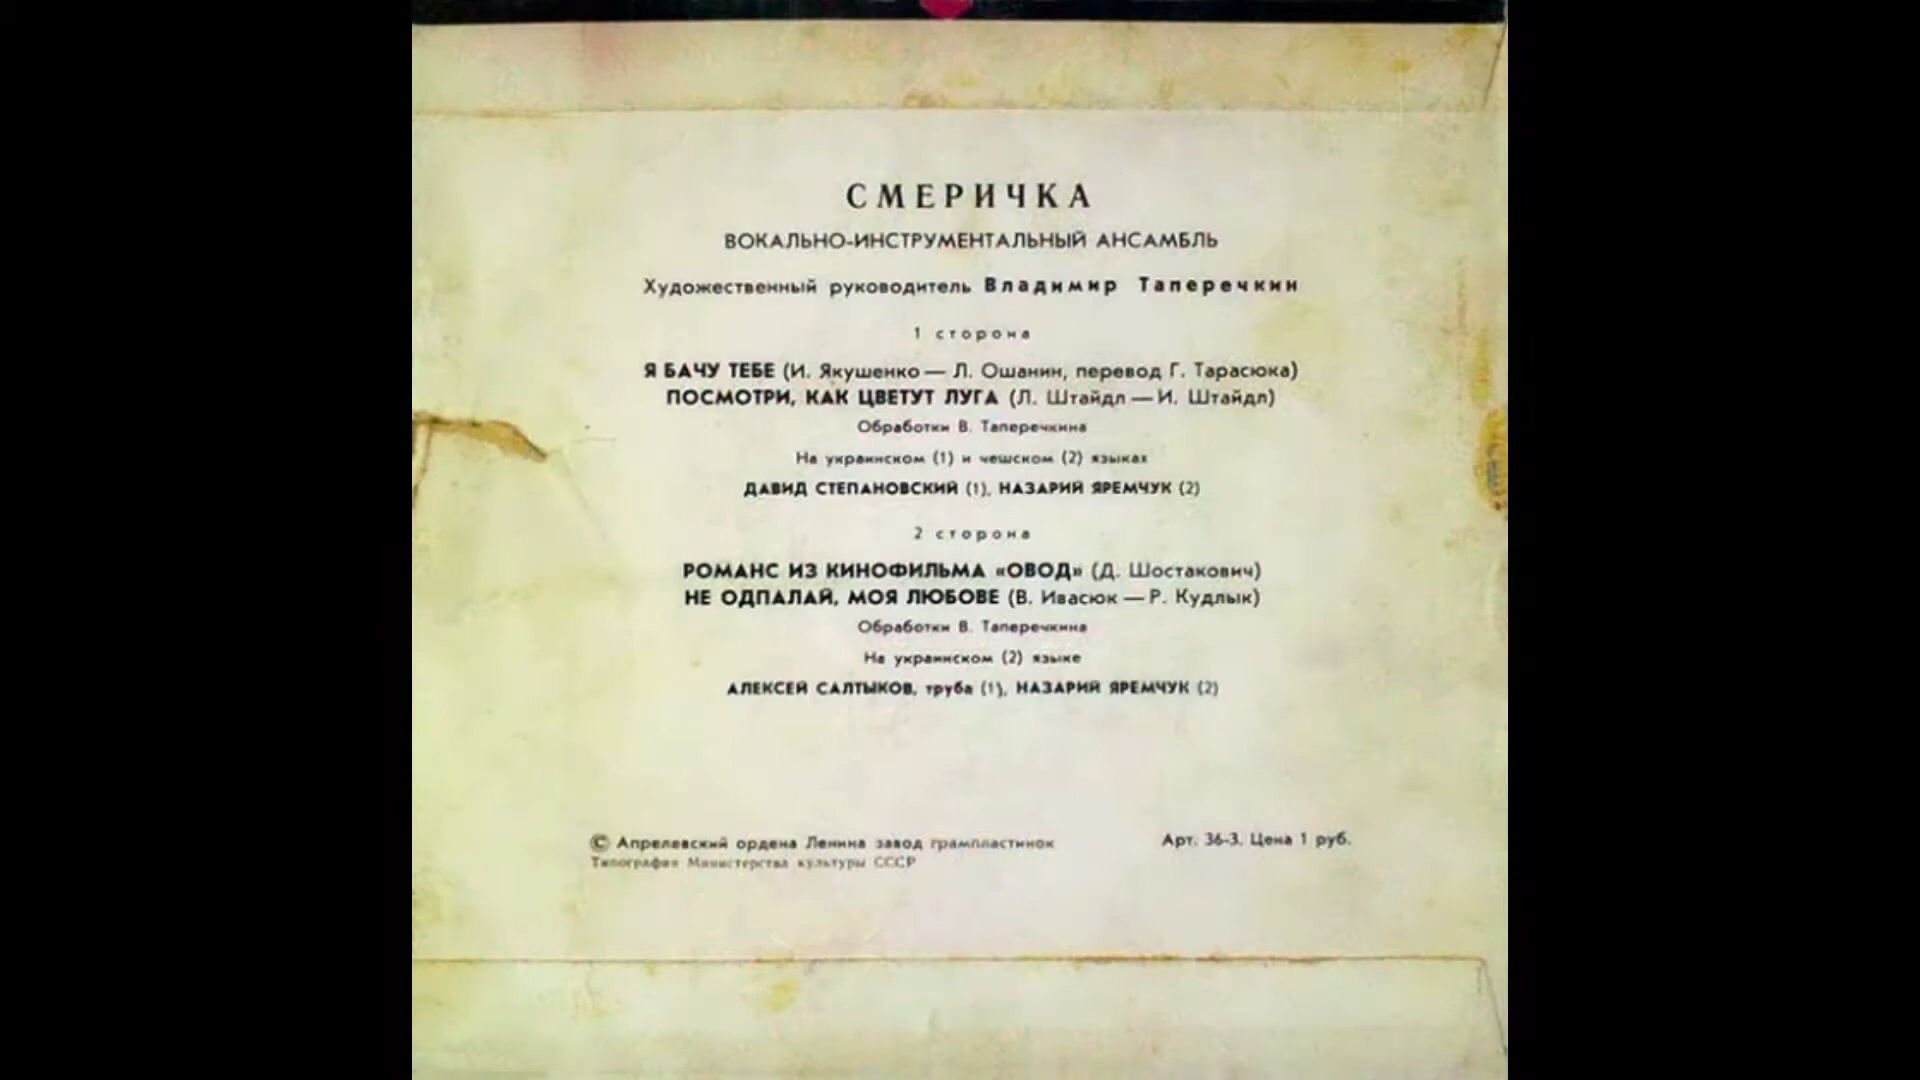 СМЕРИЧКА
ВОКАЛЬНО-ИНСТРУМЕНТАЛЬНЫЙ АНСАМБЛЬ
Художественный руководитель Владимир Таперечкин
1 сторона
Я БАЧУ ТЕБЕ (И. Якушенко — Л. Ошанин, перевод Г. Тарасюка)
ПОСМОТРИ, КАК ЦВЕТУТ ЛУГА (Л. Штайдл — И. Штайдл)
Обработки В. Таперечкина
На украинском (1) и чешском (2) языках
ДАВИД СТЕПАНОВСКИЙ (1), НАЗАРИЙ ЯРЕМЧУК (2)
2 сторона
РОМАНС ИЗ КИНОФИЛЬМА «ОВОД» (Д. Шостакович)
НЕ ОДПАЛАЙ, МОЯ ЛЮБОВЕ (В. Ивасюк — Р. Кудлык)
Обработки В. Таперечкина
На украинском (2) языке
АЛЕКСЕЙ САЛТЫКОВ, труба (1), НАЗАРИЙ ЯРЕМЧУК (2)
© Апрелевский ордена Ленина завод грампластинок
Типография Министерства культуры СССР
Арт. 36-3. Цена 1 руб.